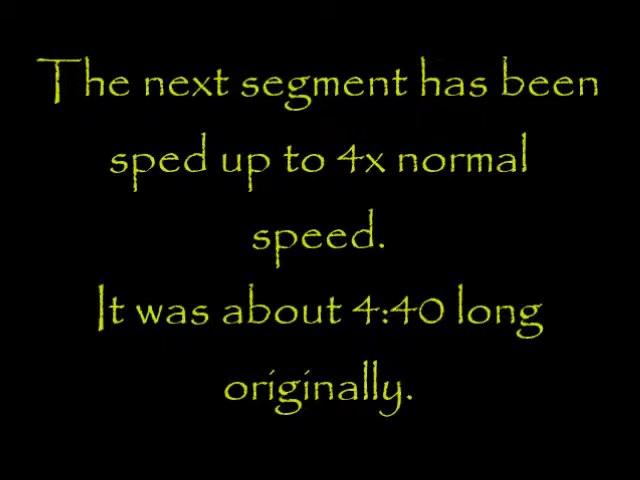 The next segment has been
sped up to 4x normal
speed.
It was about 4:40 long
originally.